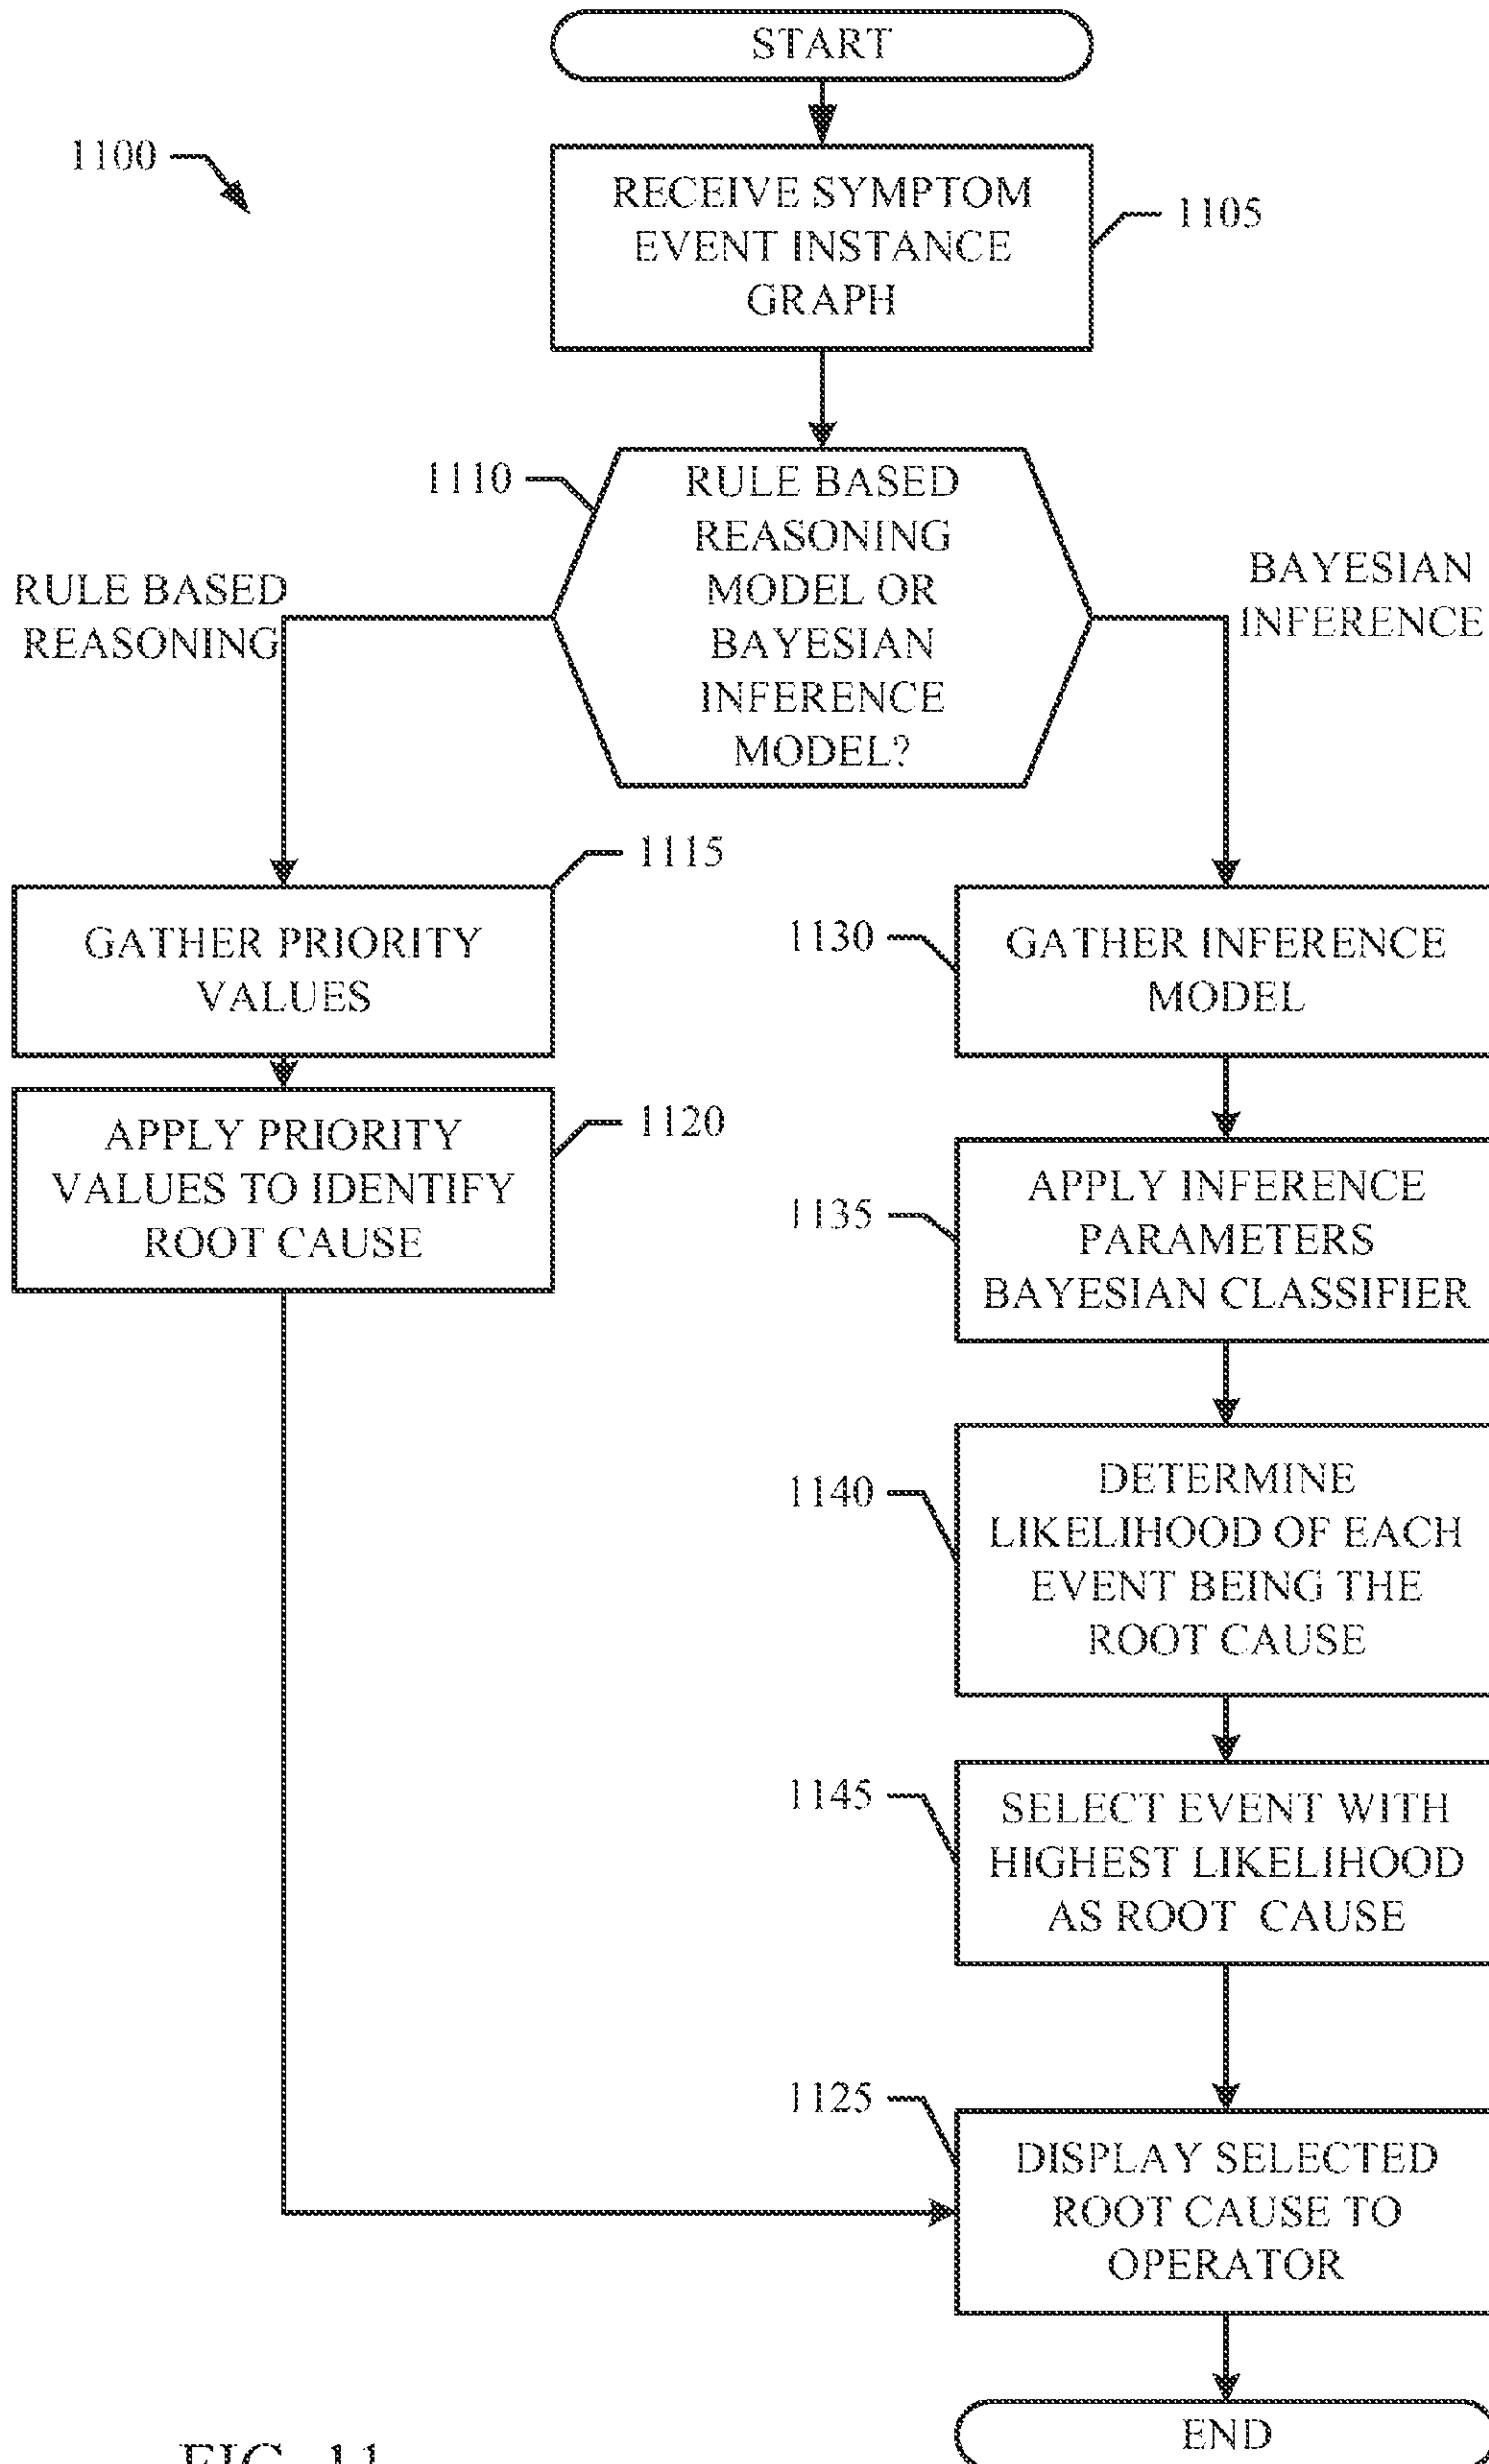 START
1100
RECEIVE SYMPTOM
EVENT INSTANCE
GRAPH
1105
1110
RULE BASED
REASONING
MODEL OR
BAYESIAN
INFERENCE
MODEL?
RULE BASED
REASONING
BAYESIAN
INFERENCE
1115
GATHER PRIORITY
VALUES
1130
GATHER INFERENCE
MODEL
APPLY PRIORITY
VALUES TO IDENTIFY
ROOT CAUSE
1120
1135
APPLY INFERENCE
PARAMETERS
BAYESIAN CLASSIFIER
1140
DETERMINE
LIKELIHOOD OF EACH
EVENT BEING THE
ROOT CAUSE
1145
SELECT EVENT WITH
HIGHEST LIKELIHOOD
AS ROOT CAUSE
1125
DISPLAY SELECTED
ROOT CAUSE TO
OPERATOR
END
FIG. 11